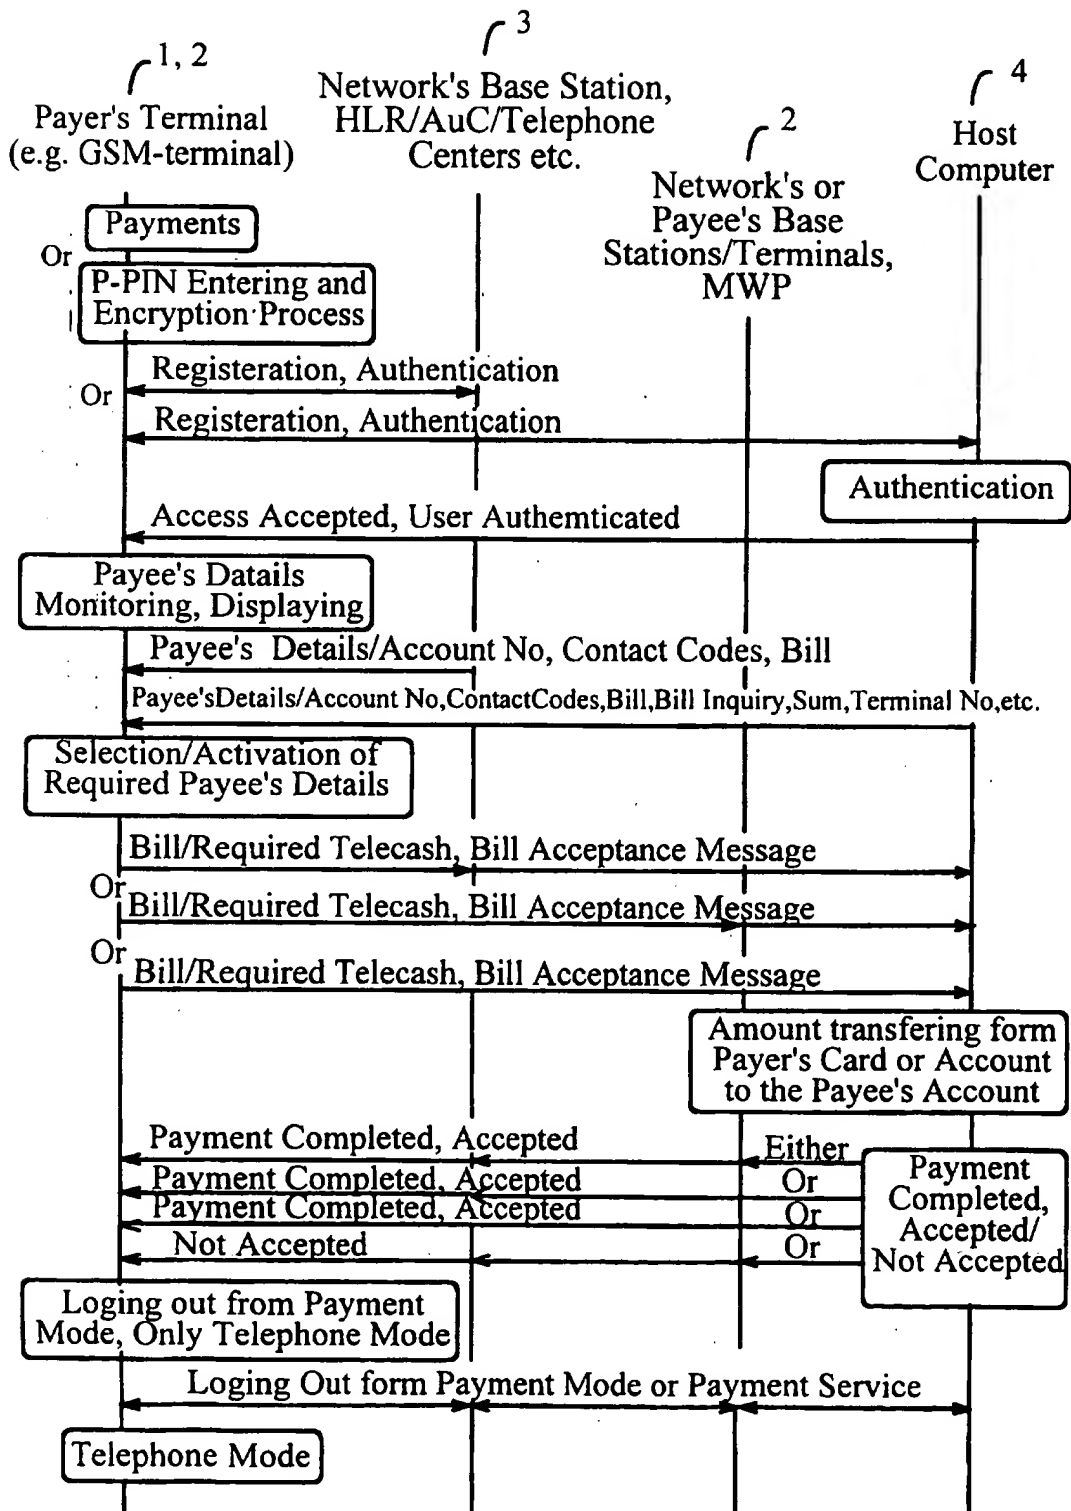 3
1, 2
Network's Base Station,
HLR/AuC/Telephone
Centers etc.
4
Payer's Terminal
(e.g. GSM-terminal)
2
Host
Computer
Network's or
Payee's Base
Stations/Terminals,
MWP
Payments
Or
P-PIN Entering and
Encryption Process
Registeration, Authentication
Or
Registeration, Authentication
Authentication
Access Accepted, User Authemticated
Payee's Datails
Monitoring, Displaying
Payee's Details/Account No, Contact Codes, Bill
Payee'sDetails/Account No,ContactCodes,Bill,Bill Inquiry,Sum,Terminal No,etc.
Selection/Activation of
Required Payee's Details
Bill/Required Telecash, Bill Acceptance Message
Or
Bill/Required Telecash, Bill Acceptance Message
Or
Bill/Required Telecash, Bill Acceptance Message
Amount transfering form
Payer's Card or Account
to the Payee's Account
Payment Completed, Accepted
Either
Payment Completed, Accepted
Or
Payment Completed, Accepted
Or
Not Accepted
Or
Payment
Completed,
Accepted/
Not Accepted
Loging out from Payment
Mode, Only Telephone Mode
Loging Out form Payment Mode or Payment Service
Telephone Mode